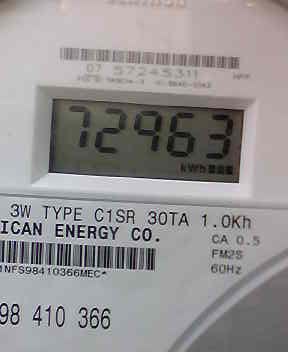 07 57245311
72963
kWh
3W TYPE C1SR 30TA 1.0Kh
ICAN ENERGY CO.
CA 0.5
FM2S
60Hz
1NFS98410366MEC*
98 410 366